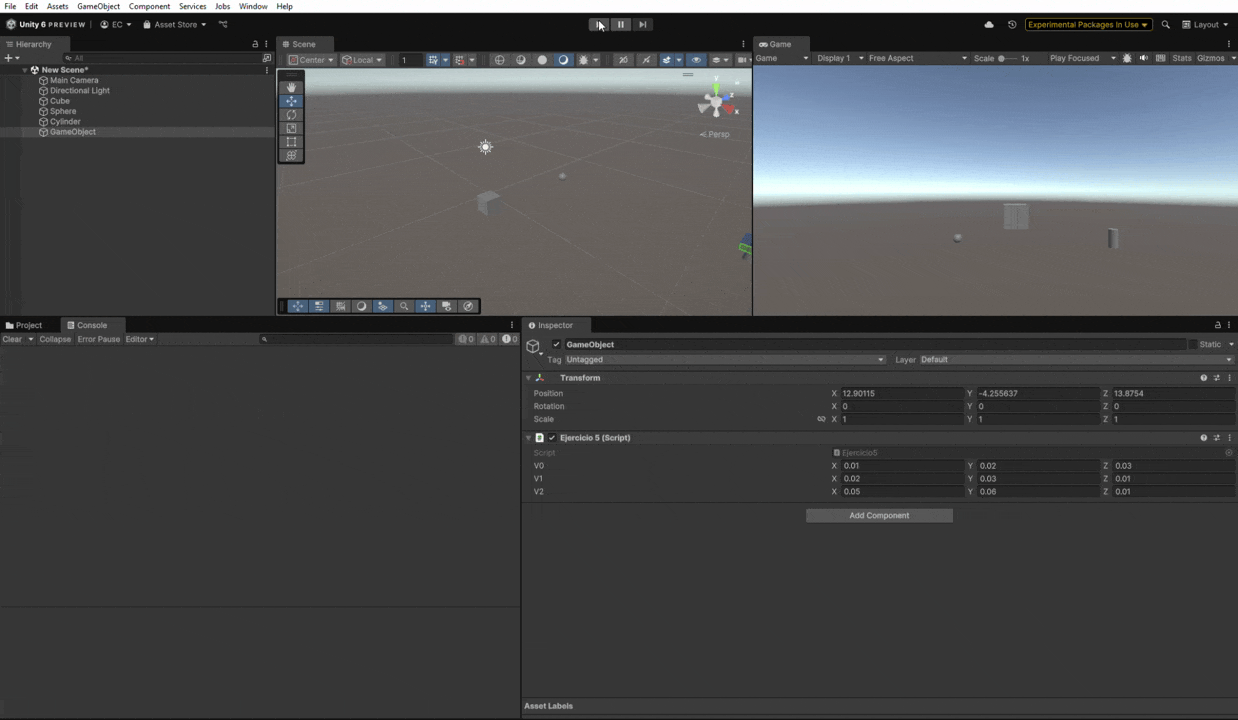 File Edit Assets GameObject Component Services Jobs Window Help
Unity 6 PREVIEW EC Asset Store Experimental Packages In Use Layout
Hierarchy
All
New Scene*
Main Camera
Directional Light
Cube
Sphere
Cylinder
GameObject
Scene
Center Local 1
y
z
x
Persp
Game
Game Display 1 Free Aspect Scale 1x Play Focused Stats Gizmos
Project Console
Clear Collapse Error Pause Editor 0 0 0
Inspector
GameObject Static
Tag Untagged Layer Default
Transform
Position X 12.90115 Y -4.255637 Z 13.8754
Rotation X 0 Y 0 Z 0
Scale X 1 Y 1 Z 1
Ejercicio 5 (Script)
Script Ejercicio5
V0 X 0.01 Y 0.02 Z 0.03
V1 X 0.02 Y 0.03 Z 0.01
V2 X 0.05 Y 0.06 Z 0.01
Add Component
Asset Labels